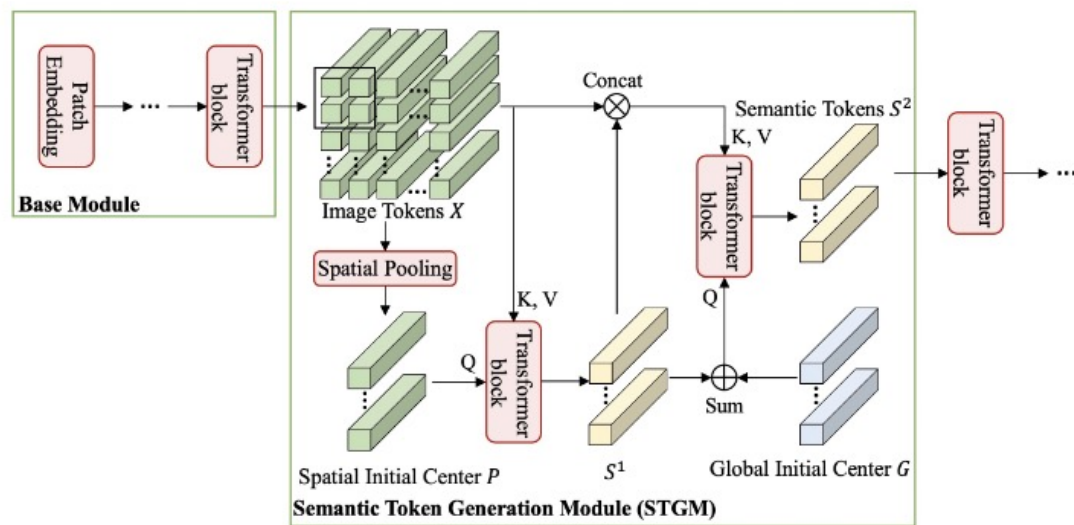 Patch
Embedding
...
Transformer
block
Base Module
Image Tokens X
Spatial Pooling
Spatial Initial Center P
Q
K, V
Transformer
block
S¹
Concat
K, V
Transformer
block
Q
Sum
Semantic Tokens S²
Global Initial Center G
Semantic Token Generation Module (STGM)
Transformer
block
...